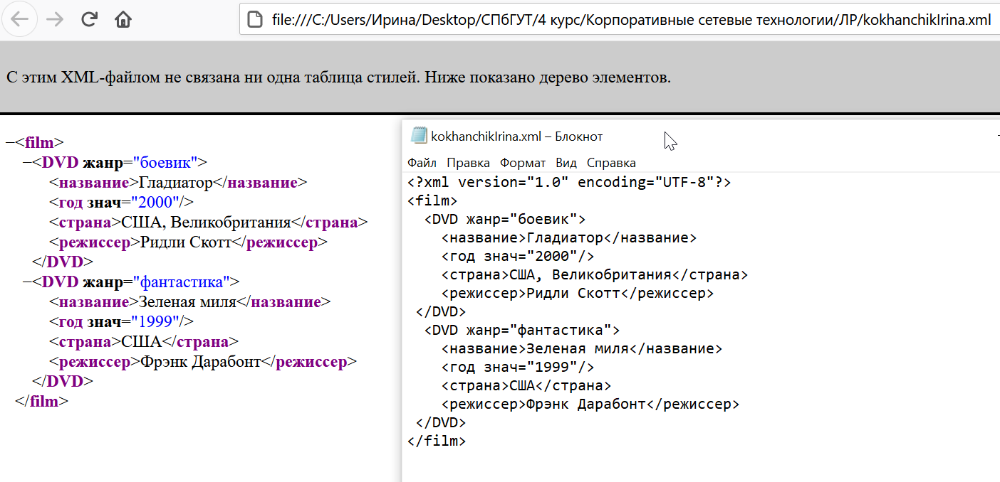 file:///C:/Users/Ирина/Desktop/СПбГУТ/4 курс/Корпоративные сетевые технологии/ЛР/kokhanchikIrina.xml
С этим XML-файлом не связана ни одна таблица стилей. Ниже показано дерево элементов.
−<film>
−<DVD жанр="боевик">
<название>Гладиатор</название>
<год знач="2000"/>
<страна>США, Великобритания</страна>
<режиссер>Ридли Скотт</режиссер>
</DVD>
−<DVD жанр="фантастика">
<название>Зеленая миля</название>
<год знач="1999"/>
<страна>США</страна>
<режиссер>Фрэнк Дарабонт</режиссер>
</DVD>
</film>
kokhanchikIrina.xml – Блокнот
Файл Правка Формат Вид Справка
<?xml version="1.0" encoding="UTF-8"?>
<film>
<DVD жанр="боевик">
<название>Гладиатор</название>
<год знач="2000"/>
<страна>США, Великобритания</страна>
<режиссер>Ридли Скотт</режиссер>
</DVD>
<DVD жанр="фантастика">
<название>Зеленая миля</название>
<год знач="1999"/>
<страна>США</страна>
<режиссер>Фрэнк Дарабонт</режиссер>
</DVD>
</film>